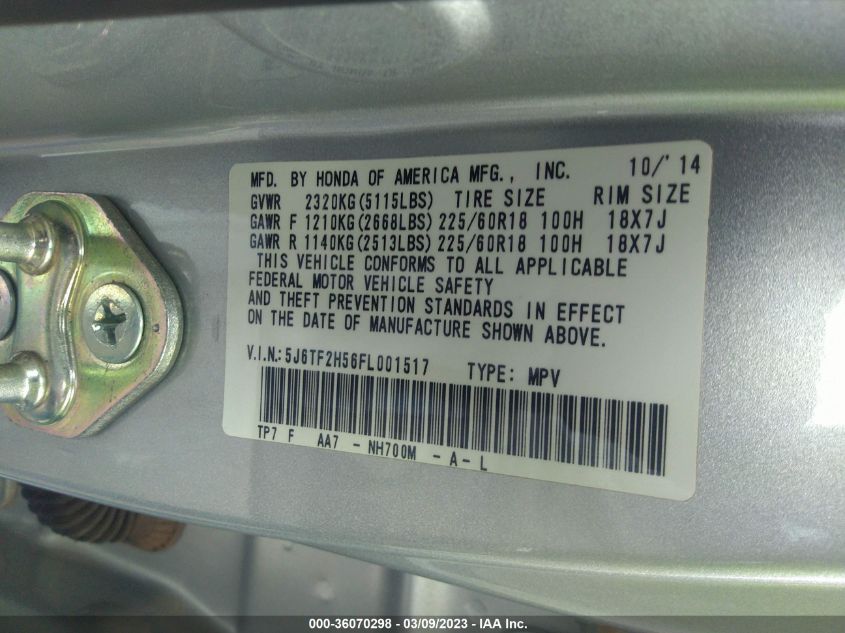 MFD. BY HONDA OF AMERICA MFG., INC. 10/'14
GVWR 2320KG(5115LBS) TIRE SIZE RIM SIZE
GAWR F 1210KG(2668LBS) 225/60R18 100H 18X7J
GAWR R 1140KG(2513LBS) 225/60R18 100H 18X7J
THIS VEHICLE CONFORMS TO ALL APPLICABLE
FEDERAL MOTOR VEHICLE SAFETY
AND THEFT PREVENTION STANDARDS IN EFFECT
ON THE DATE OF MANUFACTURE SHOWN ABOVE.
V.I.N.:5J6TF2H56FL001517 TYPE: MPV
TP7 F AA7 - NH700M - A - L
000-36070298 - 03/09/2023 - IAA Inc.